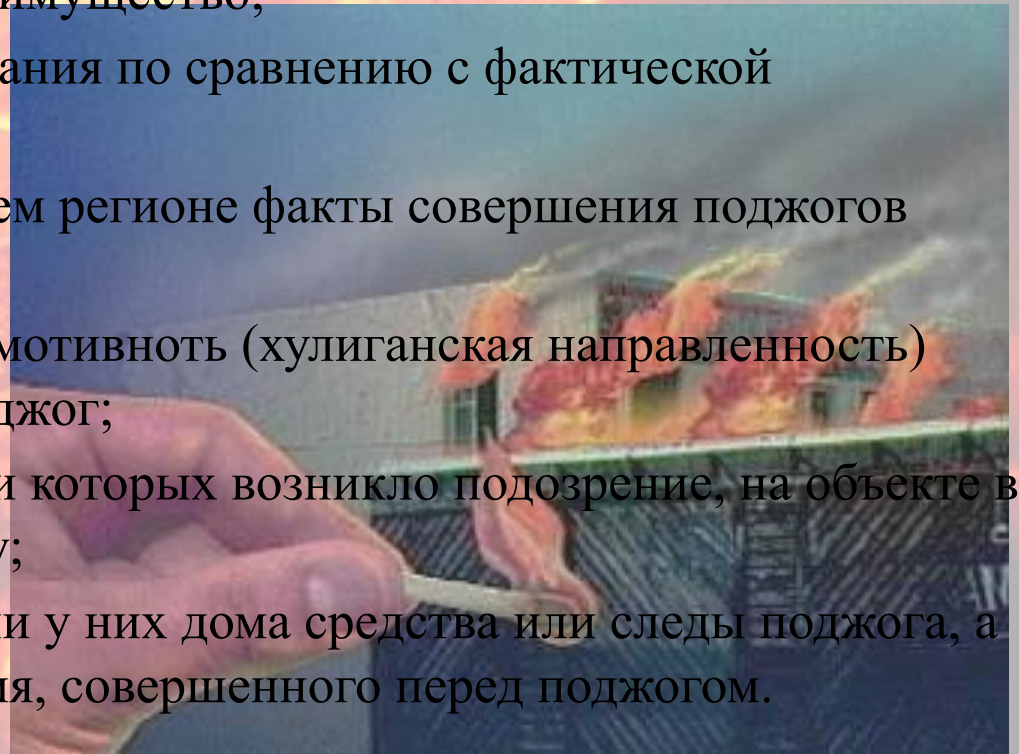 имущество;
ания по сравнению с фактической
ем регионе факты совершения поджогов
мотивноть (хулиганская направленность)
джог;
и которых возникло подозрение, на объекте в
у;
ли у них дома средства или следы поджога, а
ия, совершенного перед поджогом.